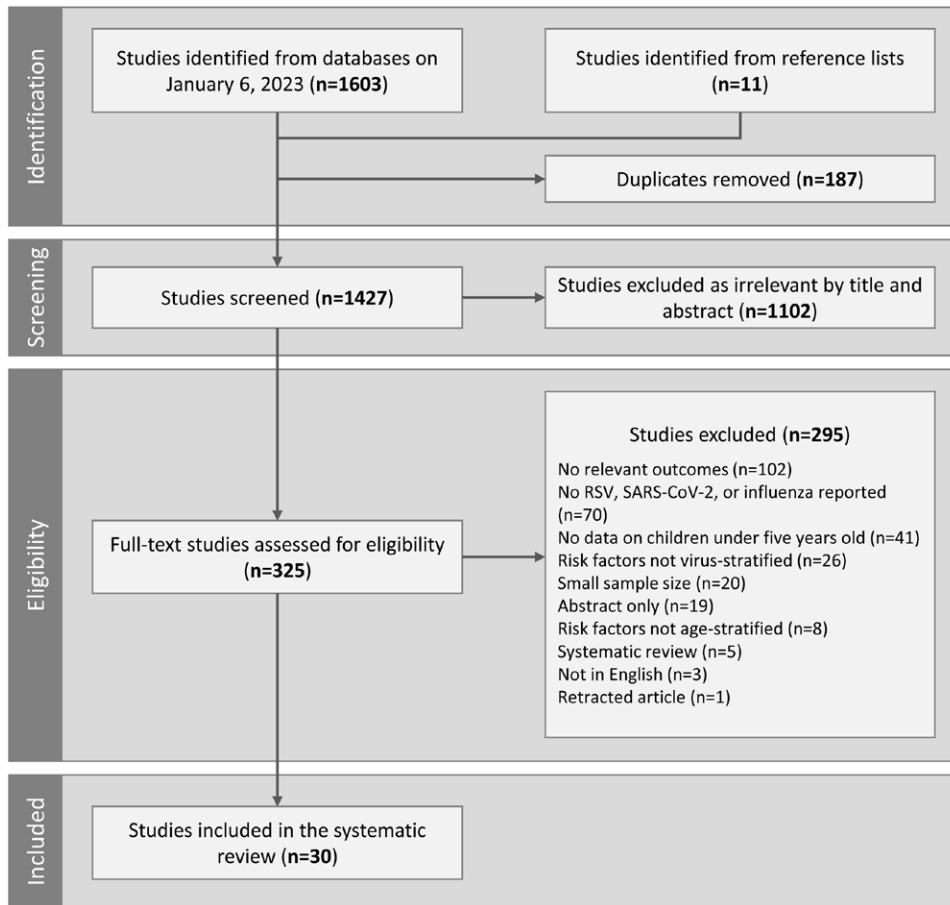 Identification
Studies identified from databases on
January 6, 2023 (n=1603)
Studies identified from reference lists
(n=11)
Duplicates removed (n=187)
Screening
Studies screened (n=1427)
Studies excluded as irrelevant by title and
abstract (n=1102)
Eligibility
Full-text studies assessed for eligibility
(n=325)
Studies excluded (n=295)
No relevant outcomes (n=102)
No RSV, SARS-CoV-2, or influenza reported
(n=70)
No data on children under five years old (n=41)
Risk factors not virus-stratified (n=26)
Small sample size (n=20)
Abstract only (n=19)
Risk factors not age-stratified (n=8)
Systematic review (n=5)
Not in English (n=3)
Retracted article (n=1)
Included
Studies included in the systematic
review (n=30)